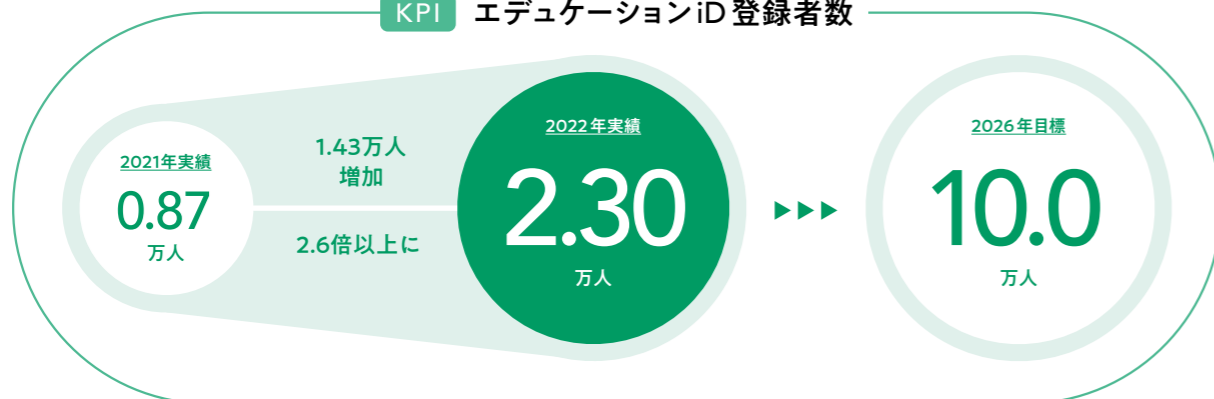 KPI エデュケーションiD登録者数
2021年実績
0.87
万人
1.43万人
増加
2.6倍以上に
2022年実績
2.30
万人
2026年目標
10.0
万人